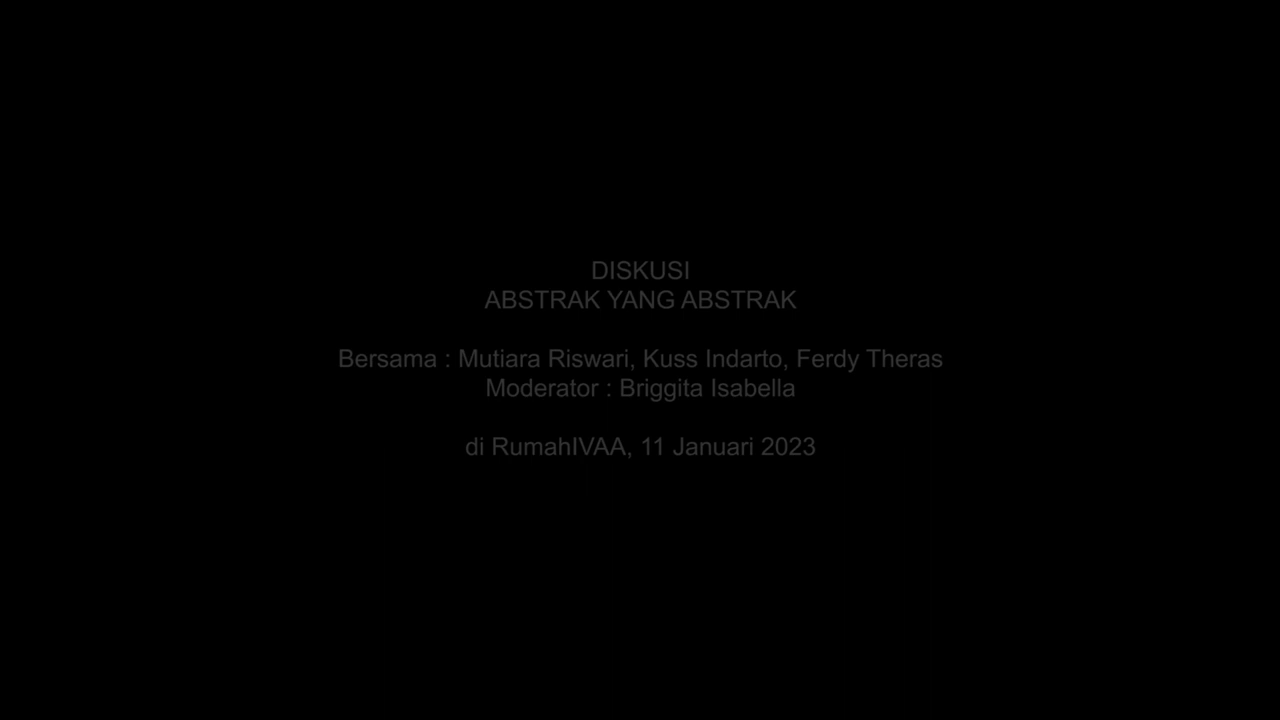 DISKUSI
ABSTRAK YANG ABSTRAK
Bersama : Mutiara Riswari, Kuss Indarto, Ferdy Theras
Moderator : Briggita Isabella
di RumahIVAA, 11 Januari 2023